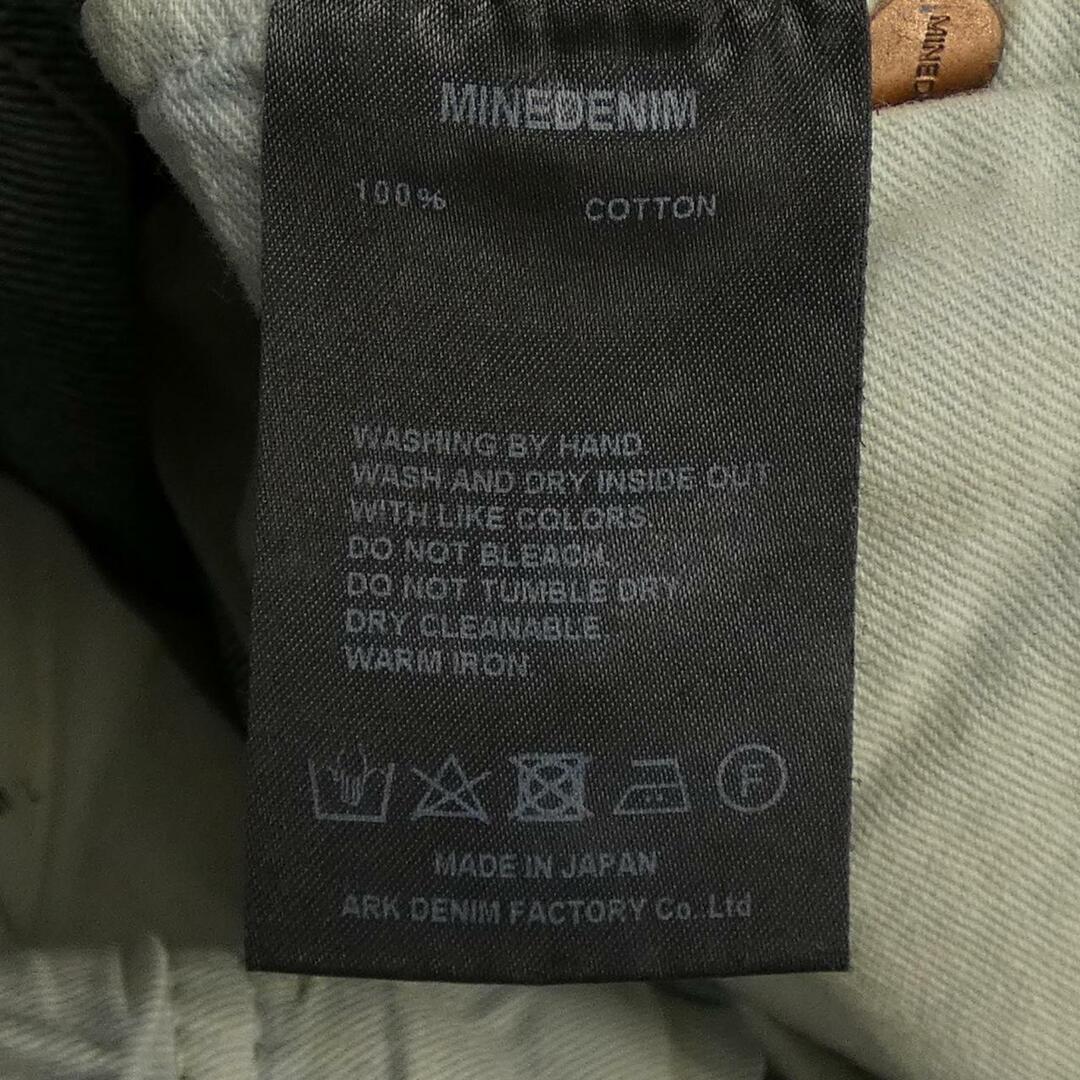 MINEDENIM
MINED
100% COTTON
WASHING BY HAND
WASH AND DRY INSIDE OUT
WITH LIKE COLORS
DO NOT BLEACH.
DO NOT TUMBLE DRY
DRY CLEANABLE.
WARM IRON.
F
MADE IN JAPAN
ARK DENIM FACTORY Co. Ltd